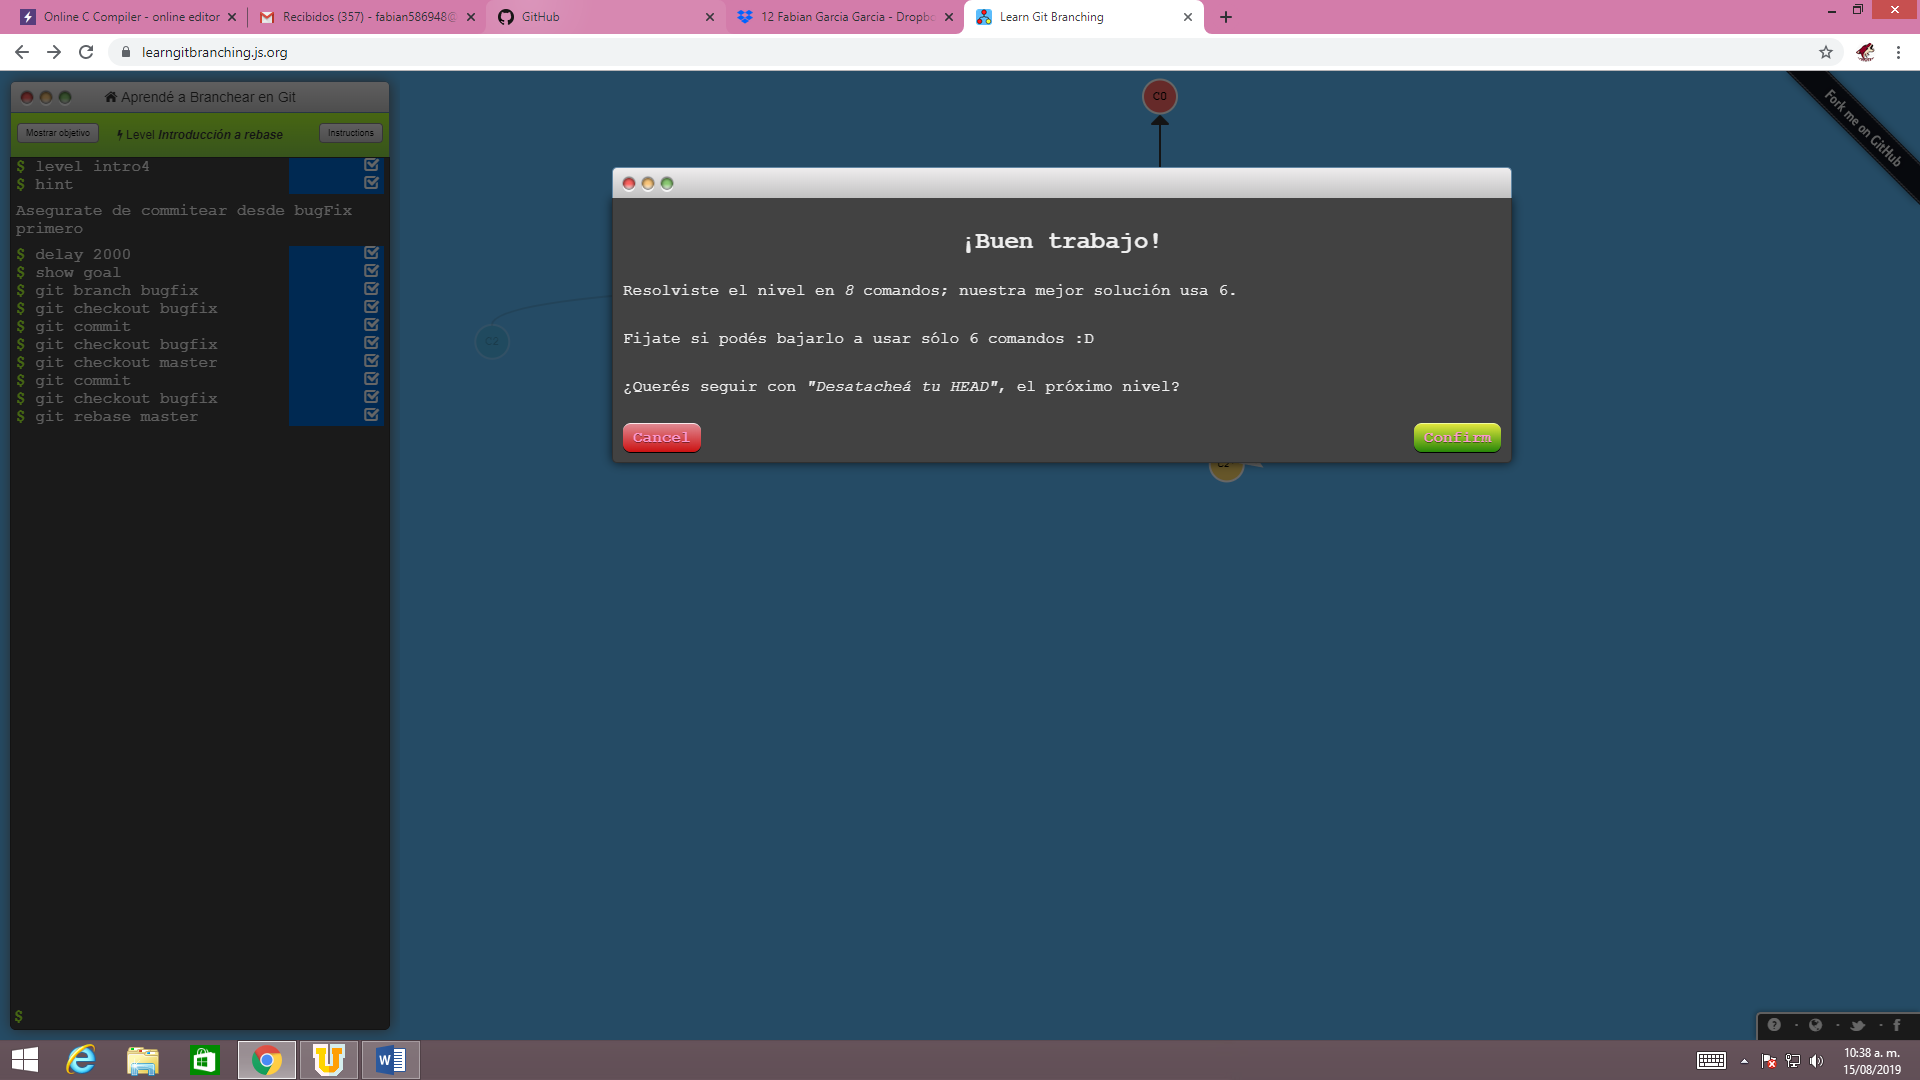 Online C Compiler - online editor
Recibidos (357) - fabian586948@
GitHub
12 Fabian Garcia Garcia - Dropbo
Learn Git Branching
learngitbranching.js.org
Aprendé a Branchear en Git
Mostrar objetivo
Level Introducción a rebase
Instructions
$ level intro4
$ hint
Asegurate de commitear desde bugFix
primero
$ delay 2000
$ show goal
$ git branch bugfix
$ git checkout bugfix
$ git commit
$ git checkout bugfix
$ git checkout master
$ git commit
$ git checkout bugfix
$ git rebase master
$
C0
C2
Fork me on GitHub
¡Buen trabajo!
Resolviste el nivel en 8 comandos; nuestra mejor solución usa 6.
Fijate si podés bajarlo a usar sólo 6 comandos :D
¿Querés seguir con "Desatacheá tu HEAD", el próximo nivel?
Cancel
Confirm
C2'
10:38 a. m.
15/08/2019